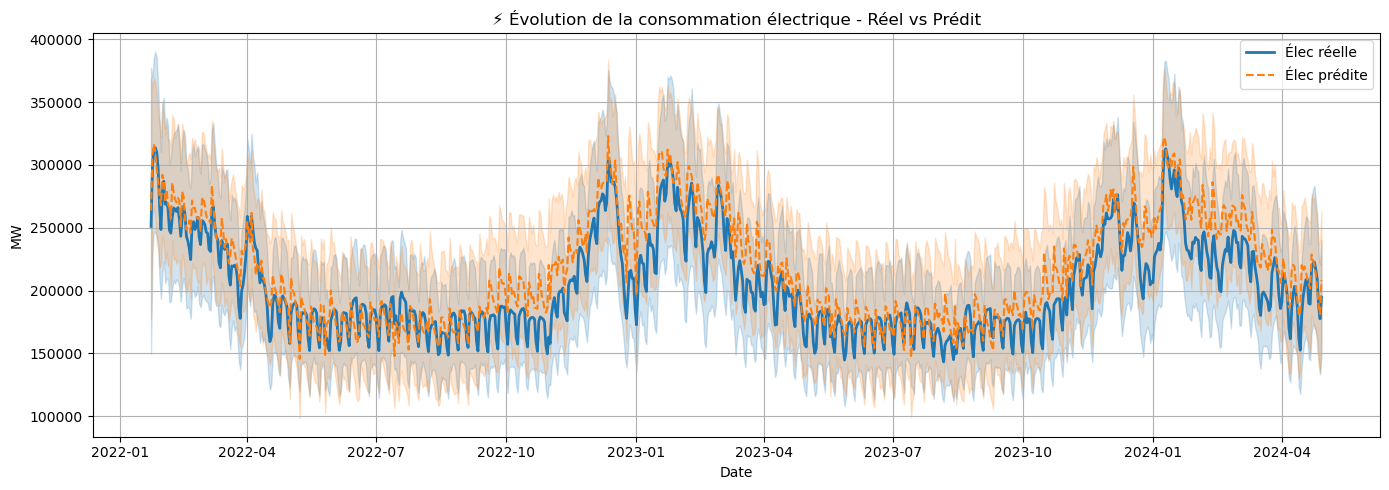 ⚡ Évolution de la consommation électrique - Réel vs Prédit
MW
400000
350000
300000
250000
200000
150000
100000
Élec réelle
Élec prédite
2022-01 2022-04 2022-07 2022-10 2023-01 2023-04 2023-07 2023-10 2024-01 2024-04
Date